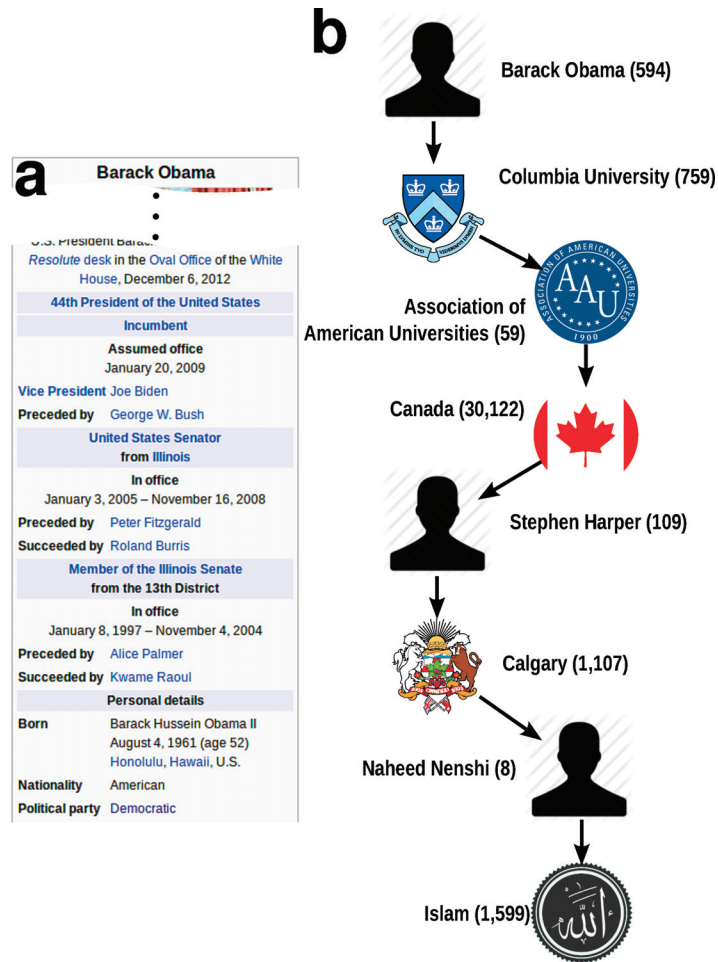 a
Barack Obama
U.S. President Barac
Resolute desk in the Oval Office of the White
House, December 6, 2012
44th President of the United States
Incumbent
Assumed office
January 20, 2009
Vice President Joe Biden
Preceded by George W. Bush
United States Senator
from Illinois
In office
January 3, 2005 – November 16, 2008
Preceded by Peter Fitzgerald
Succeeded by Roland Burris
Member of the Illinois Senate
from the 13th District
In office
January 8, 1997 – November 4, 2004
Preceded by Alice Palmer
Succeeded by Kwame Raoul
Personal details
Born Barack Hussein Obama II
August 4, 1961 (age 52)
Honolulu, Hawaii, U.S.
Nationality American
Political party Democratic
b
Barack Obama (594)
Columbia University (759)
ASSOCIATION OF AMERICAN UNIVERSITIES
AAU
1900
Association of
American Universities (59)
Canada (30,122)
Stephen Harper (109)
Calgary (1,107)
Naheed Nenshi (8)
Islam (1,599)
الله